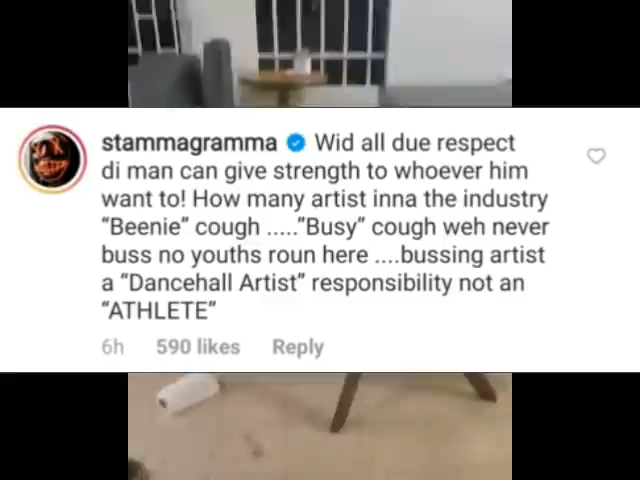 stammagramma Wid all due respect
di man can give strength to whoever him
want to! How many artist inna the industry
“Beenie” cough .....”Busy” cough weh never
buss no youths roun here ....bussing artist
a “Dancehall Artist” responsibility not an
“ATHLETE”
6h 590 likes Reply